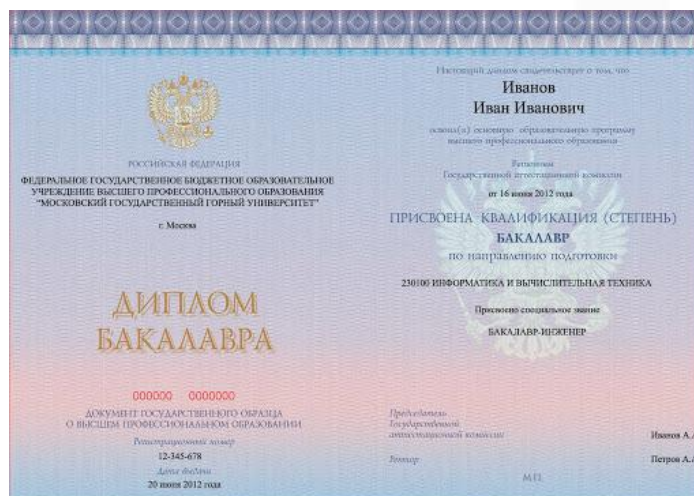 РОССИЙСКАЯ ФЕДЕРАЦИЯ
ФЕДЕРАЛЬНОЕ ГОСУДАРСТВЕННОЕ БЮДЖЕТНОЕ ОБРАЗОВАТЕЛЬНОЕ
УЧРЕЖДЕНИЕ ВЫСШЕГО ПРОФЕССИОНАЛЬНОГО ОБРАЗОВАНИЯ
"МОСКОВСКИЙ ГОСУДАРСТВЕННЫЙ ГОРНЫЙ УНИВЕРСИТЕТ"
г. Москва
ДИПЛОМ
БАКАЛАВРА
000000 0000000
ДОКУМЕНТ ГОСУДАРСТВЕННОГО ОБРАЗЦА
О ВЫСШЕМ ПРОФЕССИОНАЛЬНОМ ОБРАЗОВАНИИ
Регистрационный номер
12-345-678
Дата выдачи
20 июня 2012 года
Настоящий диплом свидетельствует о том, что
Иванов
Иван Иванович
освоил(а) основную образовательную программу
высшего профессионального образования
Решением
Государственной аттестационной комиссии
от 16 июня 2012 года
ПРИСВОЕНА КВАЛИФИКАЦИЯ (СТЕПЕНЬ)
БАКАЛАВР
по направлению подготовки
230100 ИНФОРМАТИКА И ВЫЧИСЛИТЕЛЬНАЯ ТЕХНИКА
Присвоено специальное звание
БАКАЛАВР-ИНЖЕНЕР
Председатель
Государственной
аттестационной комиссии
Иванов А.
Ректор
Петров А.
М.П.